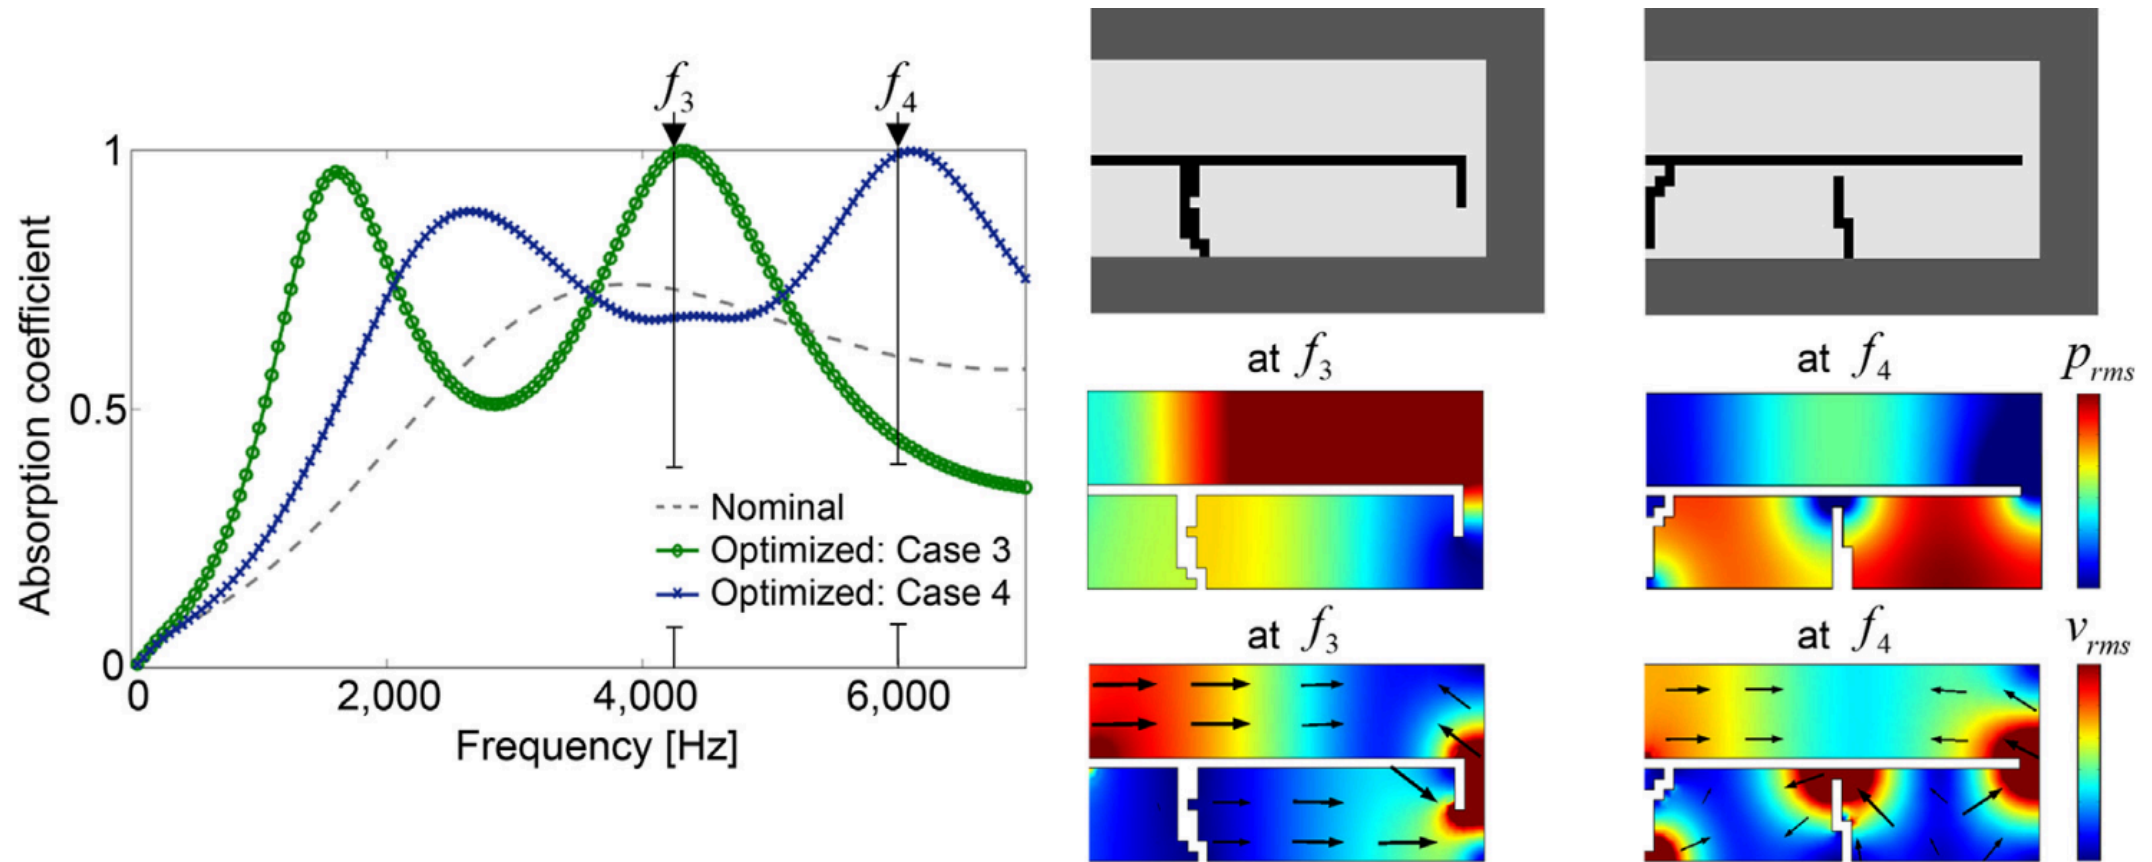 f3
f4
1
0.5
0
Absorption coefficient
Nominal
Optimized: Case 3
Optimized: Case 4
0
2,000
4,000
6,000
Frequency [Hz]
at f3
at f4
prms
at f3
at f4
vrms